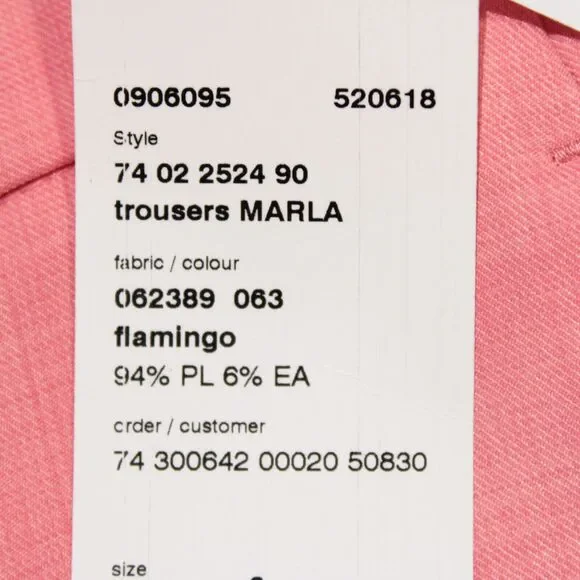 0906095 520618
Style
74 02 2524 90
trousers MARLA
fabric / colour
062389 063
flamingo
94% PL 6% EA
order / customer
74 300642 00020 50830
size